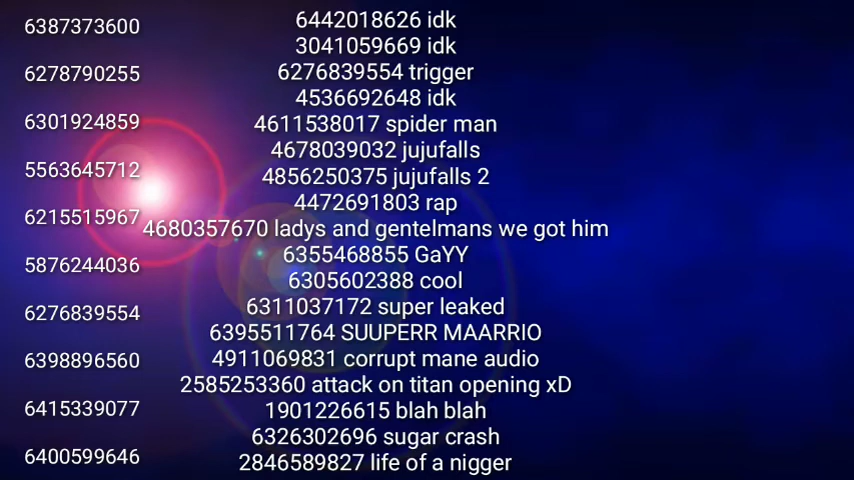 6387373600
6278790255
6301924859
5563645712
6215515967
5876244036
6276839554
6398896560
6415339077
6400599646
6442018626 idk
3041059669 idk
6276839554 trigger
4536692648 idk
4611538017 spider man
4678039032 jujufalls
4856250375 jujufalls 2
4472691803 rap
4680357670 ladys and gentelmans we got him
6355468855 GaYY
6305602388 cool
6311037172 super leaked
6395511764 SUUPERR MAARRIO
4911069831 corrupt mane audio
2585253360 attack on titan opening xD
1901226615 blah blah
6326302696 sugar crash
2846589827 life of a nigger